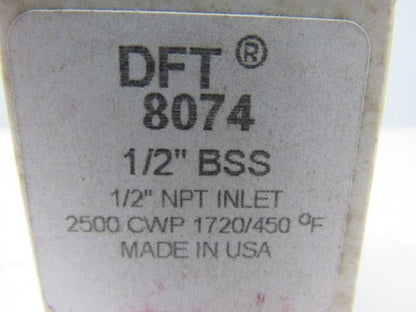 DFT ®
8074
1/2" BSS
1/2" NPT INLET
2500 CWP 1720/450 °F
MADE IN USA